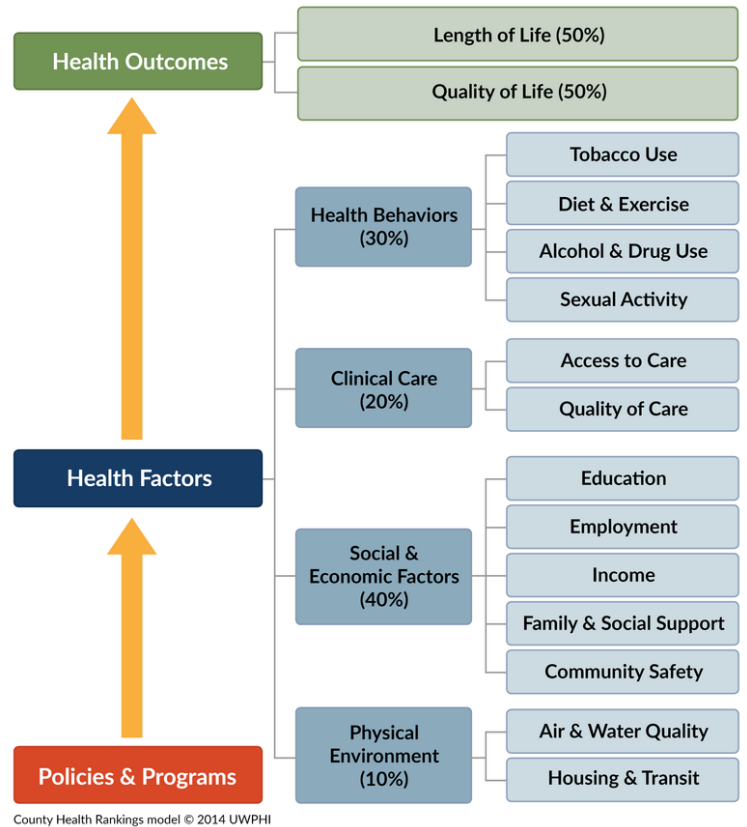 Health Outcomes
Length of Life (50%)
Quality of Life (50%)
Health Factors
Health Behaviors
(30%)
Tobacco Use
Diet & Exercise
Alcohol & Drug Use
Sexual Activity
Clinical Care
(20%)
Access to Care
Quality of Care
Social &
Economic Factors
(40%)
Education
Employment
Income
Family & Social Support
Community Safety
Physical
Environment
(10%)
Air & Water Quality
Housing & Transit
Policies & Programs
County Health Rankings model © 2014 UWPHI